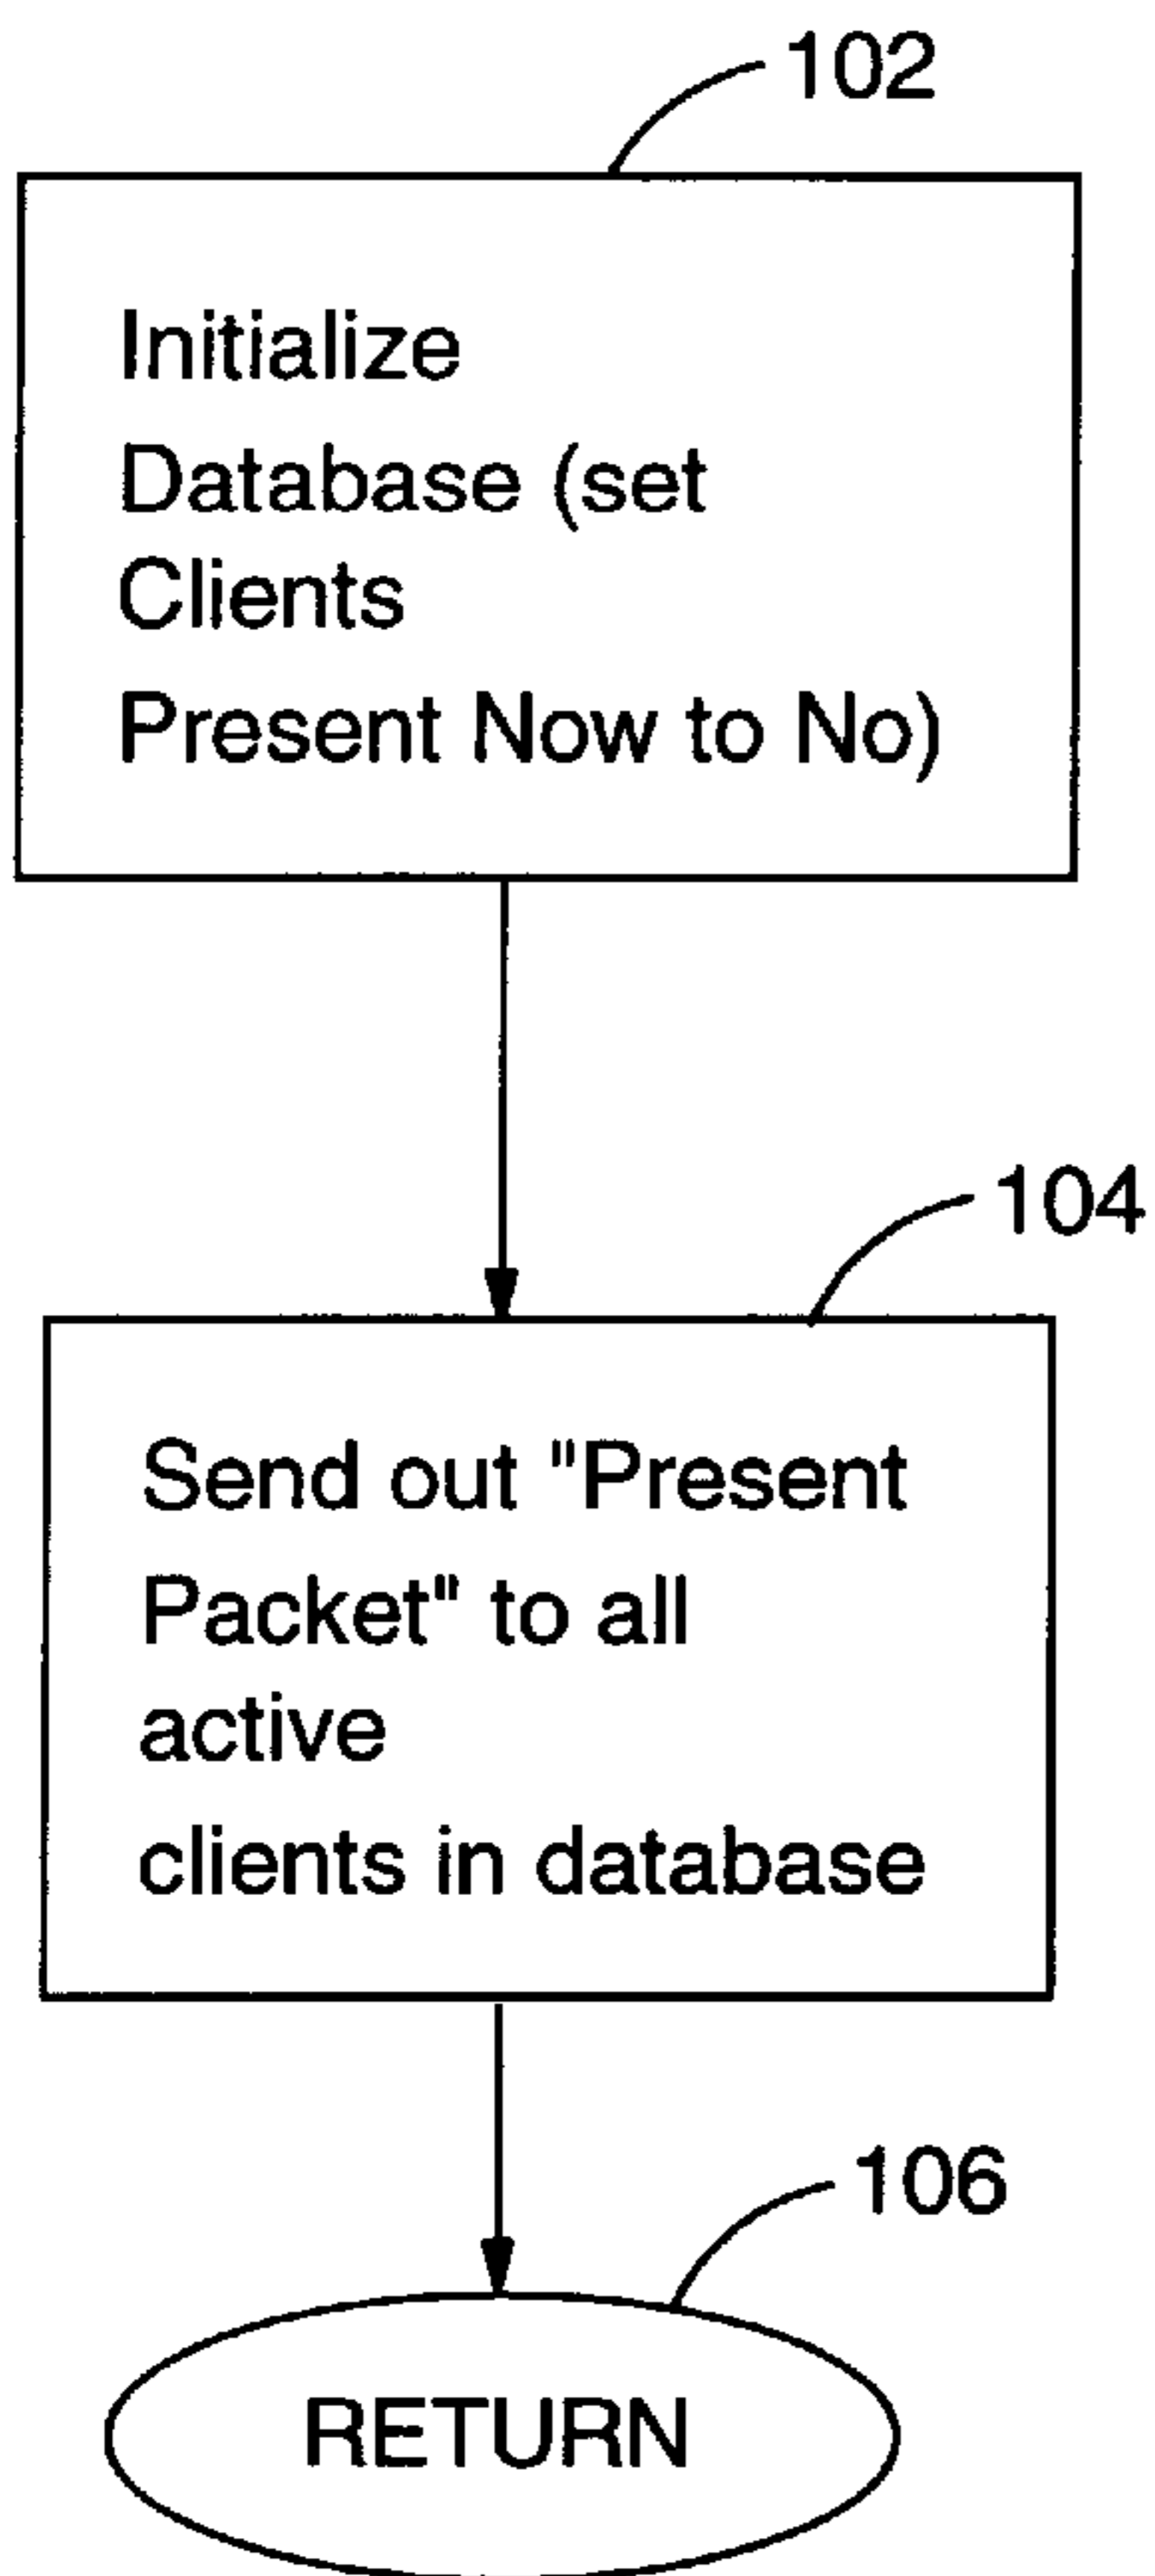 102
Initialize
Database (set
Clients
Present Now to No)
104
Send out "Present
Packet" to all
active
clients in database
106
RETURN